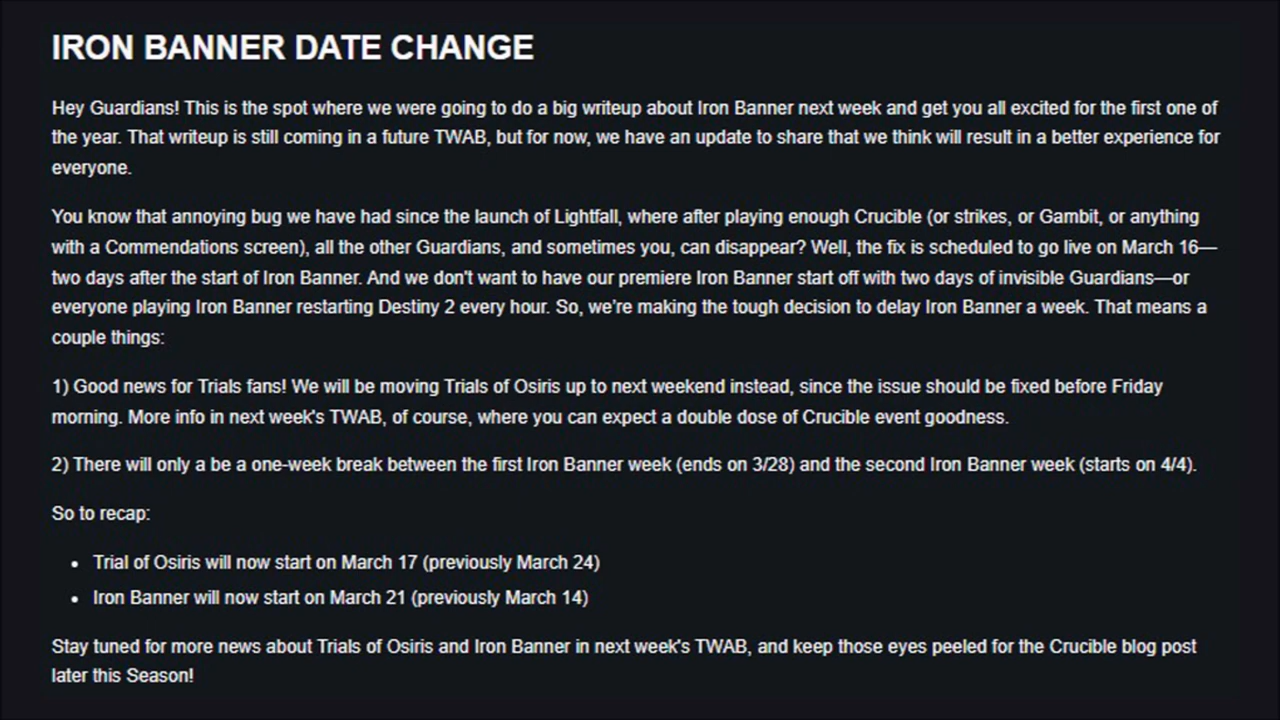 IRON BANNER DATE CHANGE
Hey Guardians! This is the spot where we were going to do a big writeup about Iron Banner next week and get you all excited for the first one of
the year. That writeup is still coming in a future TWAB, but for now, we have an update to share that we think will result in a better experience for
everyone.
You know that annoying bug we have had since the launch of Lightfall, where after playing enough Crucible (or strikes, or Gambit, or anything
with a Commendations screen), all the other Guardians, and sometimes you, can disappear? Well, the fix is scheduled to go live on March 16—
two days after the start of Iron Banner. And we don't want to have our premiere Iron Banner start off with two days of invisible Guardians—or
everyone playing Iron Banner restarting Destiny 2 every hour. So, we're making the tough decision to delay Iron Banner a week. That means a
couple things:
1) Good news for Trials fans! We will be moving Trials of Osiris up to next weekend instead, since the issue should be fixed before Friday
morning. More info in next week's TWAB, of course, where you can expect a double dose of Crucible event goodness.
2) There will only a be a one-week break between the first Iron Banner week (ends on 3/28) and the second Iron Banner week (starts on 4/4).
So to recap:
• Trial of Osiris will now start on March 17 (previously March 24)
• Iron Banner will now start on March 21 (previously March 14)
Stay tuned for more news about Trials of Osiris and Iron Banner in next week's TWAB, and keep those eyes peeled for the Crucible blog post
later this Season!